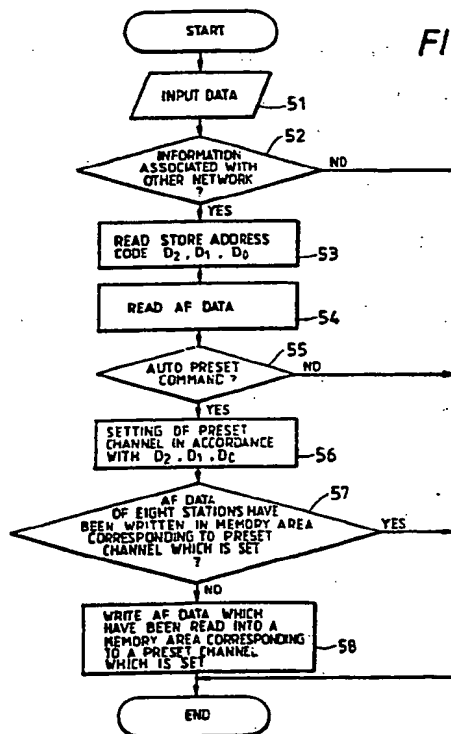 START
FI
INPUT DATA
51
52
INFORMATION
ASSOCIATED WITH
OTHER NETWORK
?
NO
YES
READ STORE ADDRESS
CODE D2, D1, D0
53
READ AF DATA
54
55
AUTO PRESET
COMMAND ?
NO
YES
SETTING OF PRESET
CHANNEL IN ACCORDANCE
WITH D2, D1, DC
56
57
AF DATA
OF EIGHT STATIONS HAVE
BEEN WRITTEN IN MEMORY AREA
CORRESPONDING TO PRESET
CHANNEL WHICH IS SET
?
YES
NO
WRITE AF DATA WHICH
HAVE BEEN READ INTO A
MEMORY AREA CORRESPONDING
TO A PRESET CHANNEL
WHICH IS SET
58
END